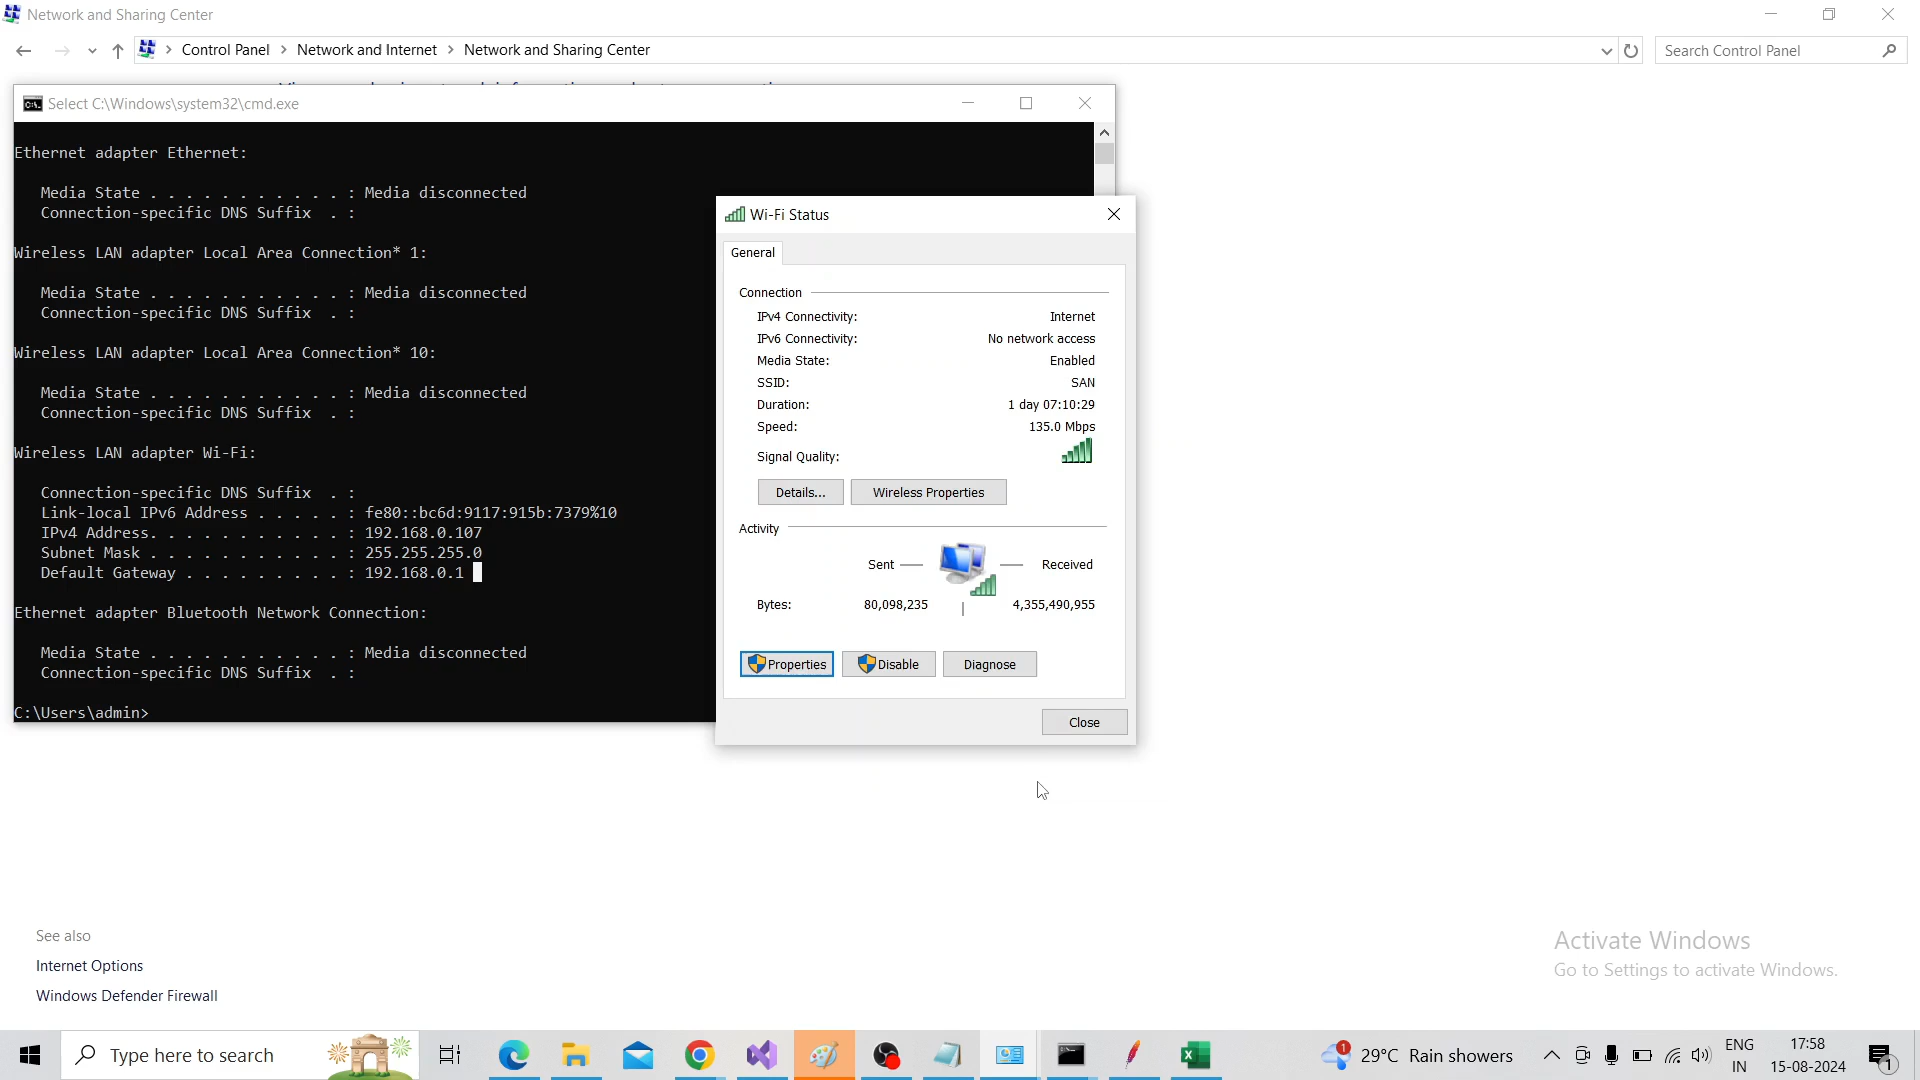 Network and Sharing Center
Control Panel > Network and Internet > Network and Sharing Center
Search Control Panel
Select C:\Windows\system32\cmd.exe
Ethernet adapter Ethernet:
Media State . . . . . . . . . . . : Media disconnected
Connection-specific DNS Suffix  . :
Wireless LAN adapter Local Area Connection* 1:
Media State . . . . . . . . . . . : Media disconnected
Connection-specific DNS Suffix  . :
Wireless LAN adapter Local Area Connection* 10:
Media State . . . . . . . . . . . : Media disconnected
Connection-specific DNS Suffix  . :
Wireless LAN adapter Wi-Fi:
Connection-specific DNS Suffix  . :
Link-local IPv6 Address . . . . . : fe80::bc6d:9117:915b:7379%10
IPv4 Address. . . . . . . . . . . : 192.168.0.107
Subnet Mask . . . . . . . . . . . : 255.255.255.0
Default Gateway . . . . . . . . . : 192.168.0.1
Ethernet adapter Bluetooth Network Connection:
Media State . . . . . . . . . . . : Media disconnected
Connection-specific DNS Suffix  . :
C:\Users\admin>
Wi-Fi Status
General
Connection
IPv4 Connectivity: Internet
IPv6 Connectivity: No network access
Media State: Enabled
SSID: SAN
Duration: 1 day 07:10:29
Speed: 135.0 Mbps
Signal Quality:
Details... Wireless Properties
Activity
Sent Received
Bytes: 80,098,235 4,355,490,955
Properties Disable Diagnose
Close
See also
Internet Options
Windows Defender Firewall
Activate Windows
Go to Settings to activate Windows.
Type here to search
1
29°C Rain showers
ENG
IN
17:58
15-08-2024
1